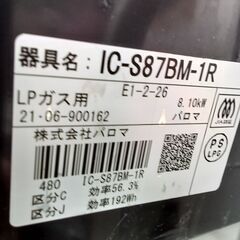 器具名: IC-S87BM-1R
E1-2-26
LPガス用 8.10kW
21·06-900162 パロマ
株式会社パロマ
PS
LPG
480 IC-S87BM-1R
区分C 効率56.3%
区分J 効率192Wh